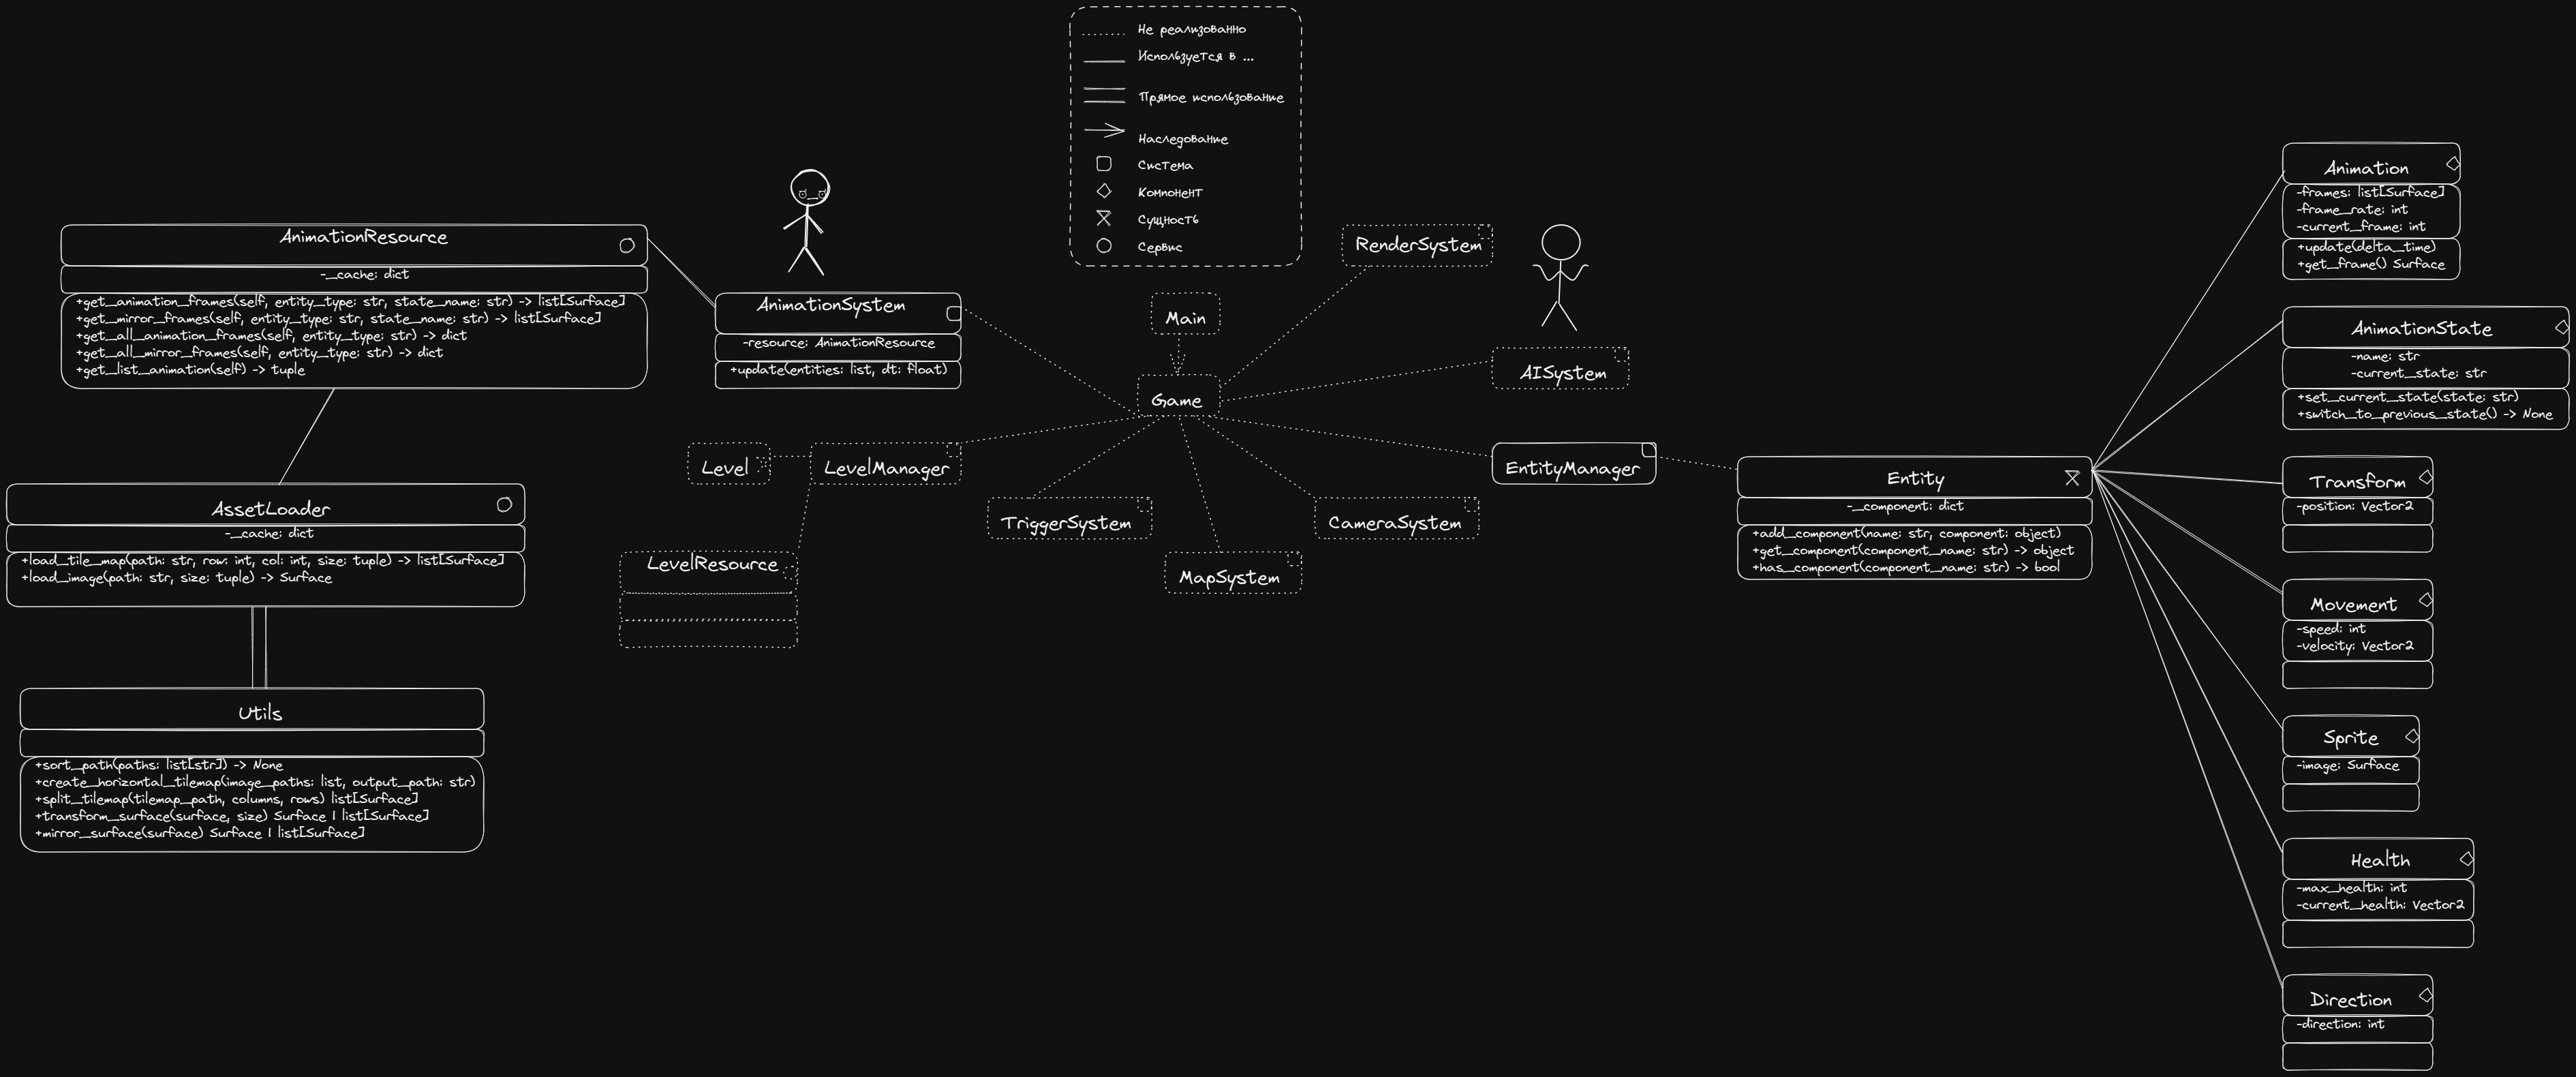 Не реализованно
Используется в ...
Прямое использование
Наследование
Система
Компонент
Сущность
Сервис
AnimationResource
-__cache: dict
+get_animation_frames(self, entity_type: str, state_name: str) -> list[Surface]
+get_mirror_frames(self, entity_type: str, state_name: str) -> list[Surface]
+get_all_animation_frames(self, entity_type: str) -> dict
+get_all_mirror_frames(self, entity_type: str) -> dict
+get_list_animation(self) -> tuple
AnimationSystem
-resource: AnimationResource
+update(entities: list, dt: float)
AssetLoader
-__cache: dict
+load_tile_map(path: str, row: int, col: int, size: tuple) -> list[Surface]
+load_image(path: str, size: tuple) -> Surface
Utils
+sort_path(paths: list[str]) -> None
+create_horizontal_tilemap(image_paths: list, output_path: str)
+split_tilemap(tilemap_path, columns, rows) list[Surface]
+transform_surface(surface, size) Surface | list[Surface]
+mirror_surface(surface) Surface | list[Surface]
Main
Game
RenderSystem
AISystem
Level
LevelManager
LevelResource
TriggerSystem
MapSystem
CameraSystem
EntityManager
Entity
-__component: dict
+add_component(name: str, component: object)
+get_component(component_name: str) -> object
+has_component(component_name: str) -> bool
Animation
-frames: list[Surface]
-frame_rate: int
-current_frame: int
+update(delta_time)
+get_frame() Surface
AnimationState
-name: str
-current_state: str
+set_current_state(state: str)
+switch_to_previous_state() -> None
Transform
-position: Vector2
Movement
-speed: int
-velocity: Vector2
Sprite
-image: Surface
Health
-max_health: int
-current_health: Vector2
Direction
-direction: int